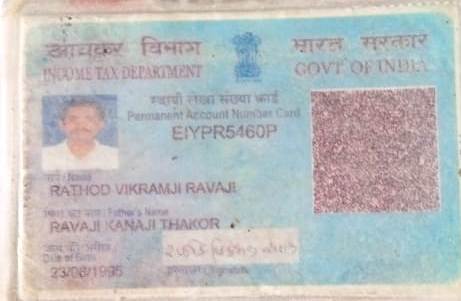 आयकर विभाग
भारत सरकार
INCOME TAX DEPARTMENT
GOVT OF INDIA
स्थायी लेखा संख्या कार्ड
Permanent Account Number Card
EIYPR5460P
नाम / Name
RATHOD VIKRAMJI RAVAJI
पिता का नाम / Father's Name
RAVAJI KANAJI THAKOR
Date of Birth
23/08/1995
Signature